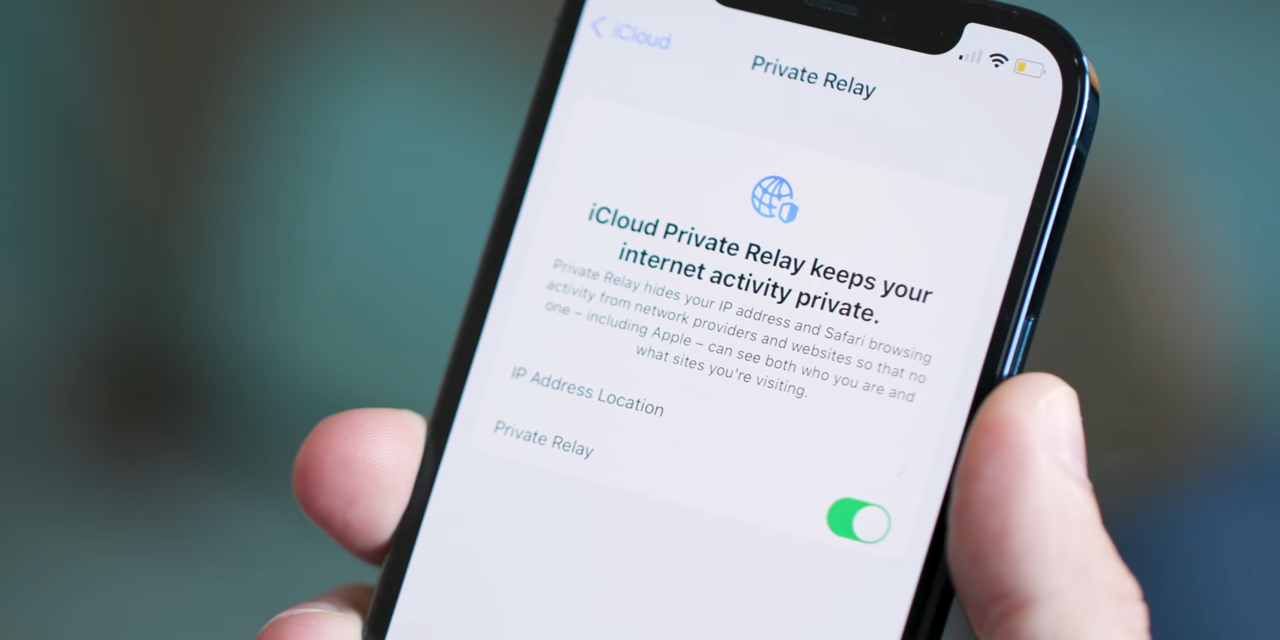 iCloud
Private Relay
iCloud Private Relay keeps your
internet activity private.
Private Relay hides your IP address and Safari browsing
activity from network providers and websites so that no
one – including Apple – can see both who you are and
what sites you're visiting.
IP Address Location
Private Relay